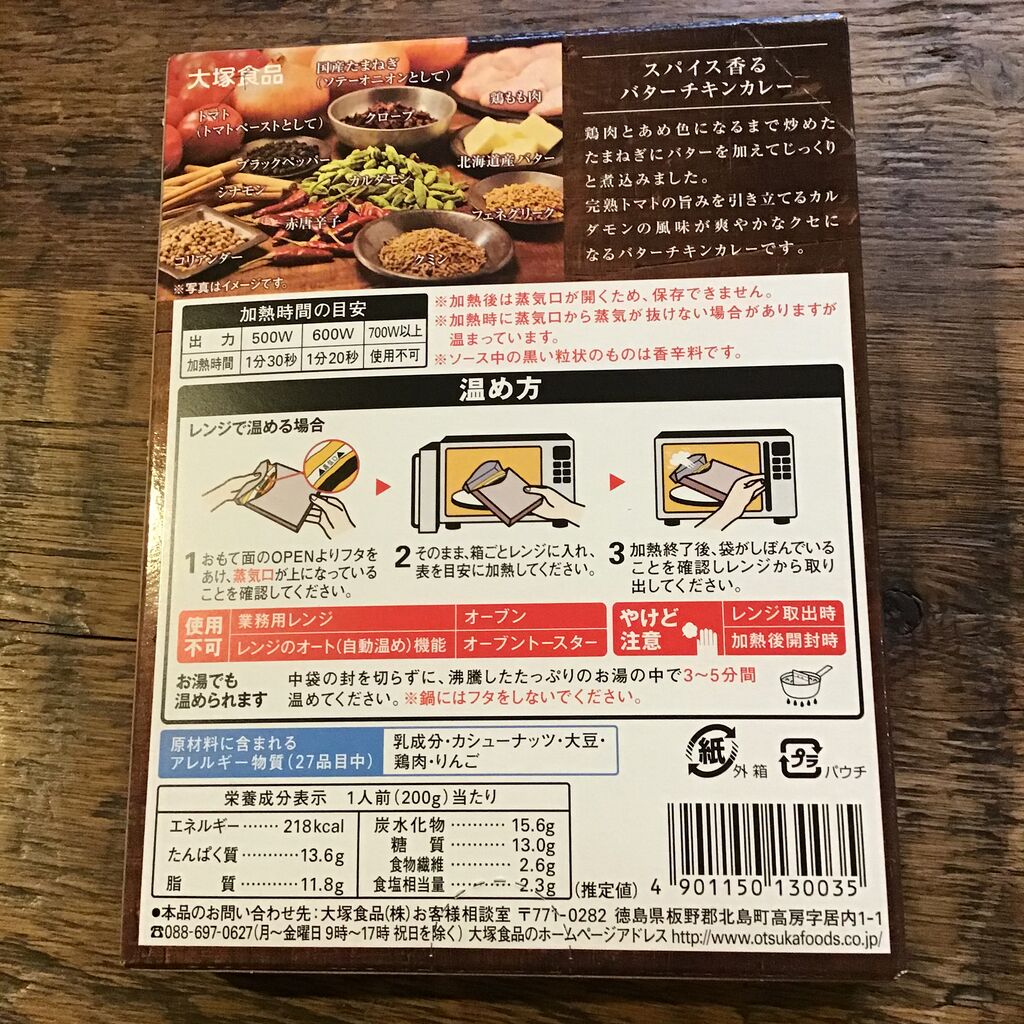 大塚食品
国産たまねぎ
(ソテーオニオンとして)
鶏もも肉
トマト
(トマトペーストとして)
クローブ
ブラックペッパー
北海道産バター
シナモン
カルダモン
赤唐辛子
フェネグリーク
コリアンダー
クミン
※写真はイメージです。
スパイス香る
バターチキンカレー
鶏肉とあめ色になるまで炒めた
たまねぎにバターを加えてじっくり
と煮込みました。
完熟トマトの旨みを引き立てるカル
ダモンの風味が爽やかなクセに
なるバターチキンカレーです。
加熱時間の目安
出 力 500W 600W 700W以上
加熱時間 1分30秒 1分20秒 使用不可
※加熱後は蒸気口が開くため、保存できません。
※加熱時に蒸気口から蒸気が抜けない場合がありますが
温まっています。
※ソース中の黒い粒状のものは香辛料です。
温め方
レンジで温める場合
1 おもて面のOPENよりフタを
あけ、蒸気口が上になっている
ことを確認してください。
2 そのまま、箱ごとレンジに入れ、
表を目安に加熱してください。
3 加熱終了後、袋がしぼんでいる
ことを確認しレンジから取り
出してください。
使用不可
業務用レンジ オーブン
レンジのオート(自動温め)機能 オーブントースター
やけど注意
レンジ取出時
加熱後開封時
お湯でも
温められます
中袋の封を切らずに、沸騰したたっぷりのお湯の中で3〜5分間
温めてください。※鍋にはフタをしないでください。
原材料に含まれる
アレルギー物質(27品目中)
乳成分・カシューナッツ・大豆・
鶏肉・りんご
紙 外箱
プラ パウチ
栄養成分表示 1人前(200g)当たり
エネルギー……218kcal
たんぱく質………13.6g
脂 質………11.8g
炭水化物………15.6g
糖 質………13.0g
食物繊維………2.6g
食塩相当量………2.3g
(推定値)
4 901150 130035
●本品のお問い合わせ先:大塚食品(株)お客様相談室 〒771-0282 徳島県板野郡北島町高房字居内1-1
☎088-697-0627(月〜金曜日 9時〜17時 祝日を除く) 大塚食品のホームページアドレス http://www.otsukafoods.co.jp/